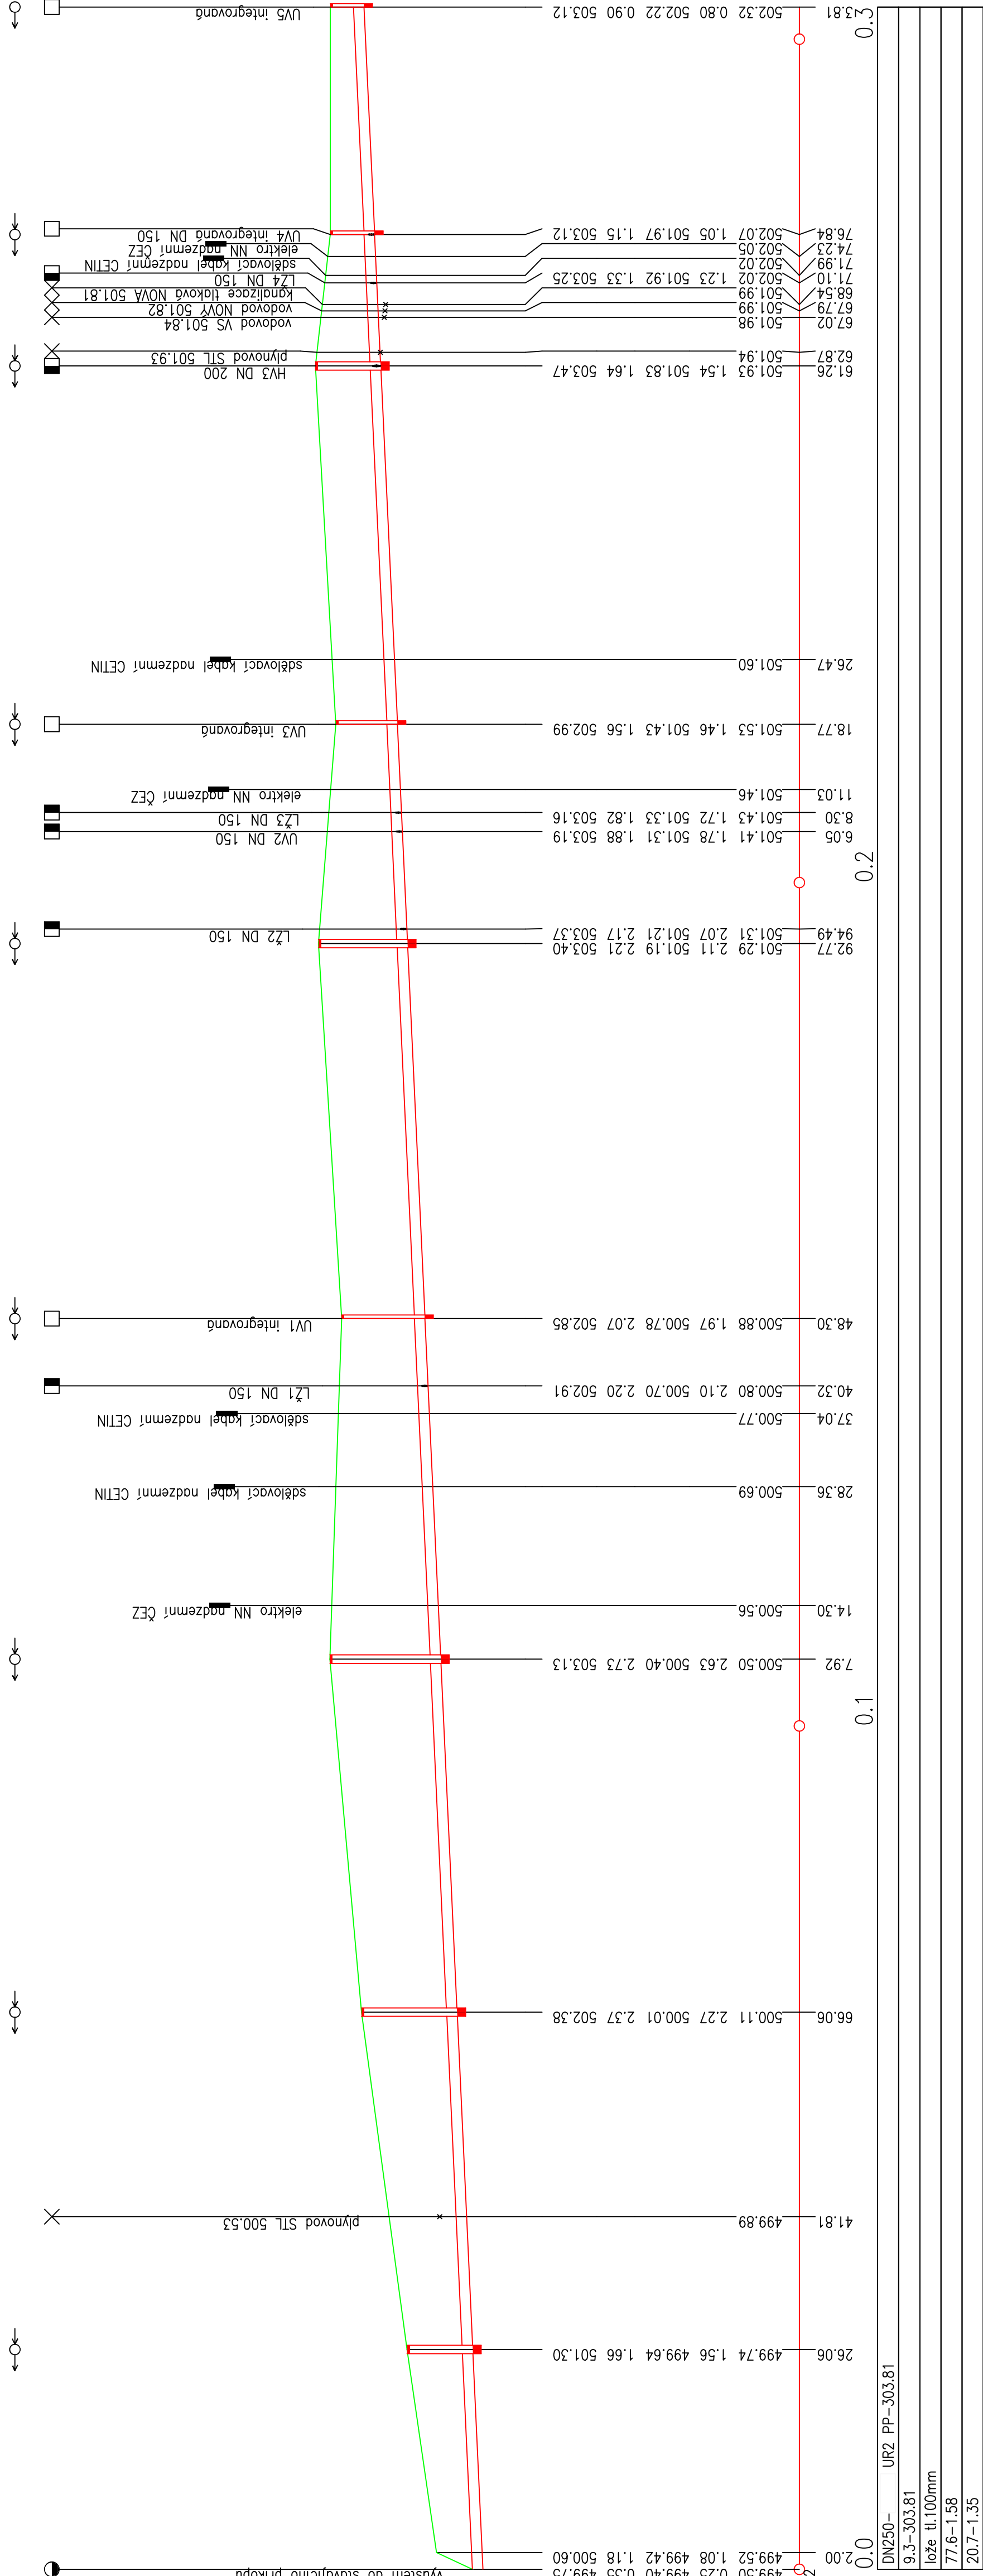 UV5 integrovaná
502.32 0.80 502.22 0.90 503.12
3.81
0.3
UV4 integrovaná DN 150
502.07 1.05 501.97 1.15 503.12
76.84
elektro NN nadzemní ČEZ
502.05
74.23
sdělovací kabel nadzemní CETIN
502.02
71.99
LŽ4 DN 150
502.02 1.23 501.92 1.33 503.25
71.10
kanalizace tlaková NOVÁ 501.81
501.99
68.54
vodovod NOVÝ 501.82
501.99
67.79
vodovod VS 501.84
501.98
67.02
plynovod STL 501.93
501.94
62.87
HV3 DN 200
501.93 1.54 501.83 1.64 503.47
61.26
sdělovací kabel nadzemní CETIN
501.60
26.47
UV3 integrovaná
501.53 1.46 501.43 1.56 502.99
18.77
elektro NN nadzemní ČEZ
501.46
11.03
LŽ3 DN 150
501.43 1.72 501.33 1.82 503.16
8.30
UV2 DN 150
501.41 1.78 501.31 1.88 503.19
6.05
0.2
LŽ2 DN 150
501.31 2.07 501.21 2.17 503.37
94.49
501.29 2.11 501.19 2.21 503.40
92.77
UV1 integrovaná
500.88 1.97 500.78 2.07 502.85
48.30
LŽ1 DN 150
500.80 2.10 500.70 2.20 502.91
40.32
sdělovací kabel nadzemní CETIN
500.77
37.04
sdělovací kabel nadzemní CETIN
500.69
28.36
elektro NN nadzemní ČEZ
500.56
14.30
500.50 2.63 500.40 2.73 503.13
7.92
0.1
500.11 2.27 500.01 2.37 502.38
66.06
plynovod STL 500.53
499.89
41.81
499.74 1.56 499.64 1.66 501.30
26.06
499.52 1.08 499.42 1.18 500.60
2.00
vyústění do stávajícího příkopu
499.50 0.25 499.40 0.35 499.75
0.0
DN250- UR2 PP-303.81
9.3-303.81
lože tl.100mm
77.6-1.58
20.7-1.35